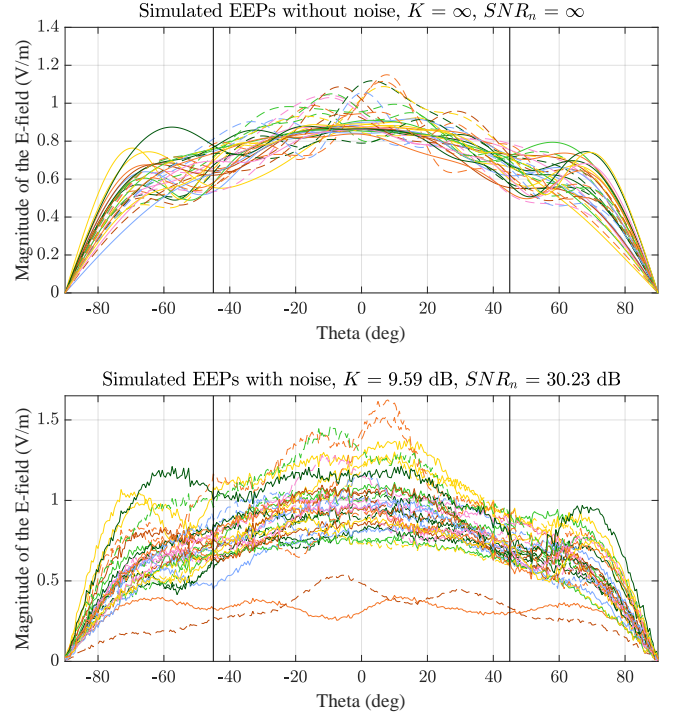 Simulated EEPs without noise, K = ∞, SNRₙ = ∞
Magnitude of the E-field (V/m)
1.4
1.2
1
0.8
0.6
0.4
0.2
0
-80 -60 -40 -20 0 20 40 60 80
Theta (deg)
Simulated EEPs with noise, K = 9.59 dB, SNRₙ = 30.23 dB
Magnitude of the E-field (V/m)
1.5
1
0.5
0
-80 -60 -40 -20 0 20 40 60 80
Theta (deg)